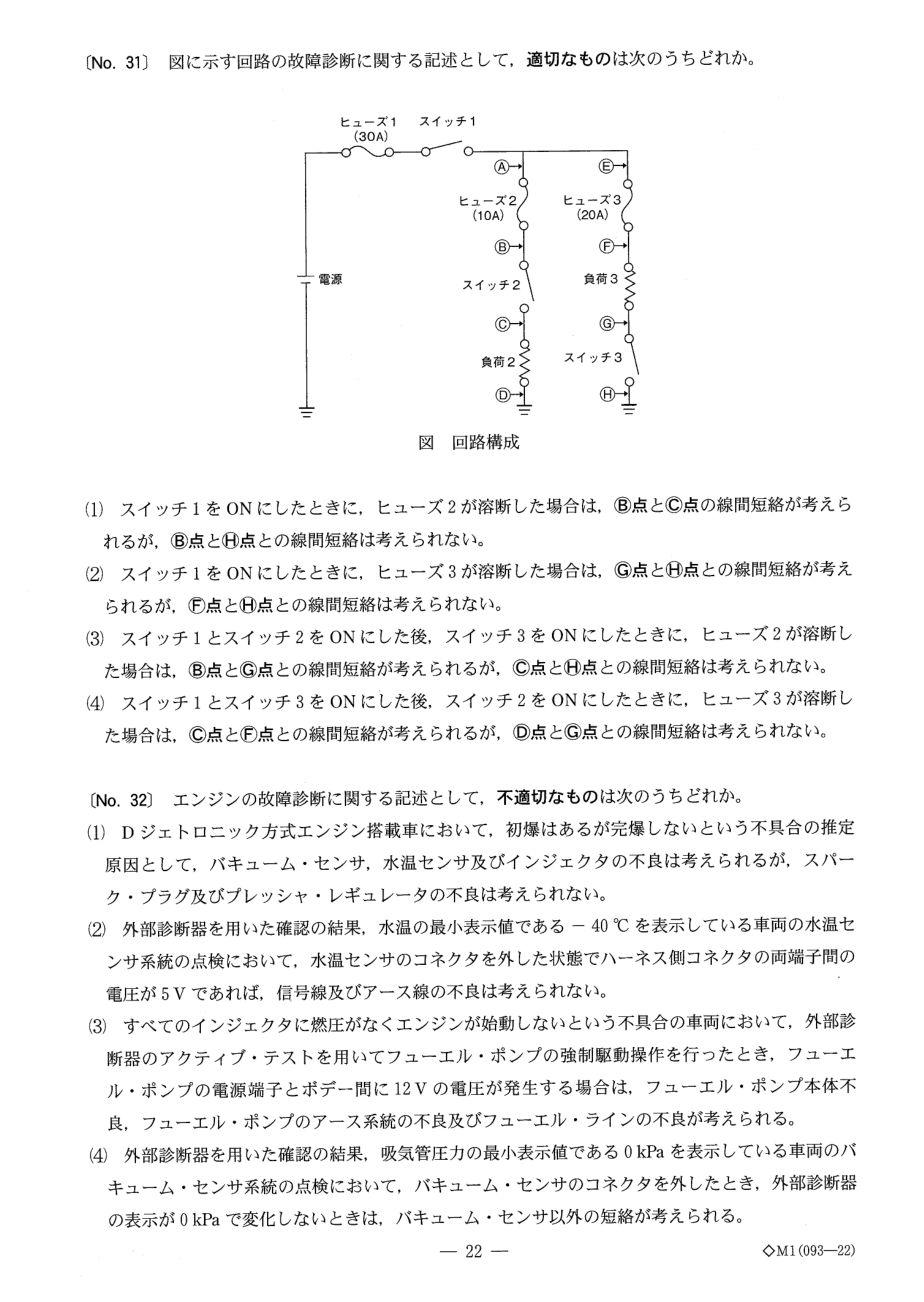 〔No. 31〕 図に示す回路の故障診断に関する記述として，適切なものは次のうちどれか。
ヒューズ1 スイッチ1
(30A)
Ⓐ Ⓔ
ヒューズ2 ヒューズ3
(10A) (20A)
Ⓑ Ⓕ
電源 スイッチ2 負荷3
Ⓒ Ⓖ
負荷2 スイッチ3
Ⓓ Ⓗ
図 回路構成
⑴ スイッチ1をONにしたときに，ヒューズ2が溶断した場合は，Ⓑ点とⒸ点の線間短絡が考えら
れるが，Ⓑ点とⒽ点との線間短絡は考えられない。
⑵ スイッチ1をONにしたときに，ヒューズ3が溶断した場合は，Ⓖ点とⒽ点との線間短絡が考え
られるが，Ⓕ点とⒽ点との線間短絡は考えられない。
⑶ スイッチ1とスイッチ2をONにした後，スイッチ3をONにしたときに，ヒューズ2が溶断し
た場合は，Ⓑ点とⒼ点との線間短絡が考えられるが，Ⓒ点とⒽ点との線間短絡は考えられない。
⑷ スイッチ1とスイッチ3をONにした後，スイッチ2をONにしたときに，ヒューズ3が溶断し
た場合は，Ⓒ点とⒻ点との線間短絡が考えられるが，Ⓓ点とⒼ点との線間短絡は考えられない。
〔No. 32〕 エンジンの故障診断に関する記述として，不適切なものは次のうちどれか。
⑴ Dジェトロニック方式エンジン搭載車において，初爆はあるが完爆しないという不具合の推定
原因として，バキューム・センサ，水温センサ及びインジェクタの不良は考えられるが，スパー
ク・プラグ及びプレッシャ・レギュレータの不良は考えられない。
⑵ 外部診断器を用いた確認の結果，水温の最小表示値である － 40 ℃ を表示している車両の水温セ
ンサ系統の点検において，水温センサのコネクタを外した状態でハーネス側コネクタの両端子間の
電圧が5Vであれば，信号線及びアース線の不良は考えられない。
⑶ すべてのインジェクタに燃圧がなくエンジンが始動しないという不具合の車両において，外部診
断器のアクティブ・テストを用いてフューエル・ポンプの強制駆動操作を行ったとき，フューエ
ル・ポンプの電源端子とボデー間に12Vの電圧が発生する場合は，フューエル・ポンプ本体不
良，フューエル・ポンプのアース系統の不良及びフューエル・ラインの不良が考えられる。
⑷ 外部診断器を用いた確認の結果，吸気管圧力の最小表示値である0kPaを表示している車両のバ
キューム・センサ系統の点検において，バキューム・センサのコネクタを外したとき，外部診断器
の表示が0kPaで変化しないときは，バキューム・センサ以外の短絡が考えられる。
— 22 — ◇M1(093—22)